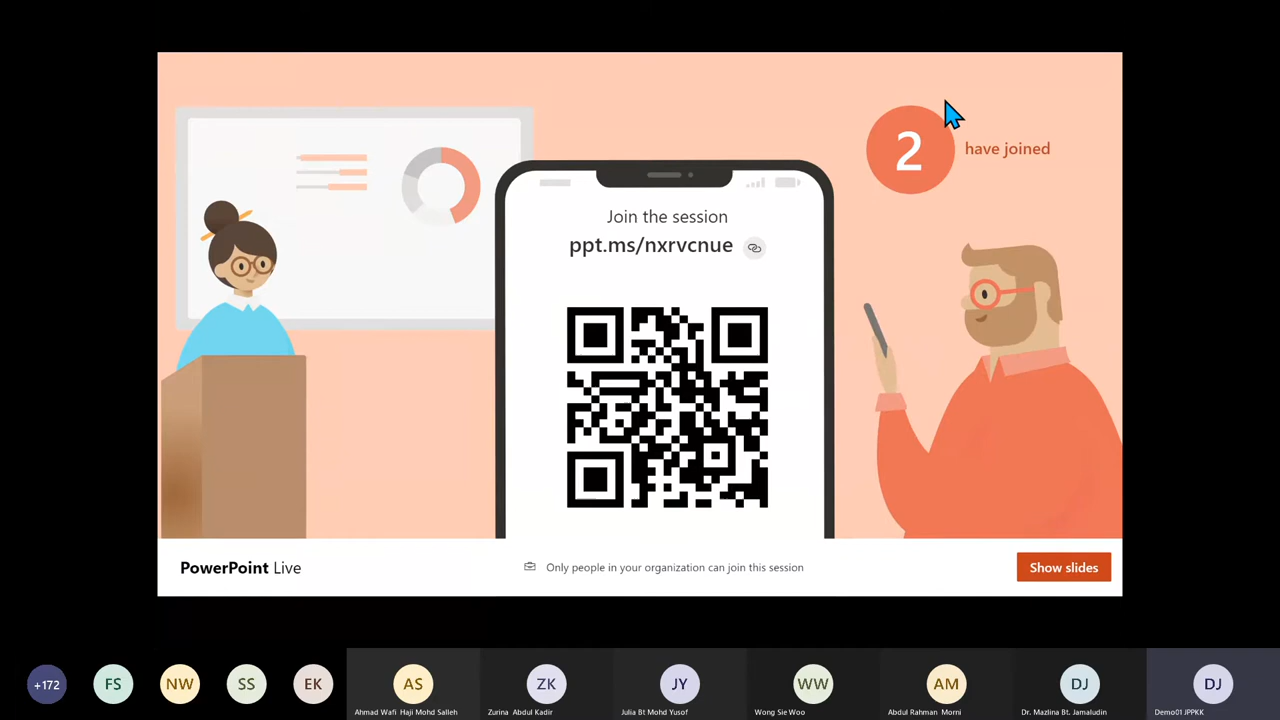 2 have joined
Join the session
ppt.ms/nxrvcnue
PowerPoint Live
Only people in your organization can join this session
Show slides
+172
FS
NW
SS
EK
AS
ZK
JY
WW
AM
DJ
DJ
Ahmad Wafi Haji Mohd Salleh
Zurina Abdul Kadir
Julia Bt Mohd Yusof
Wong Sie Woo
Abdul Rahman Morni
Dr. Mazlina Bt. Jamaludin
Demo01 JPPKK